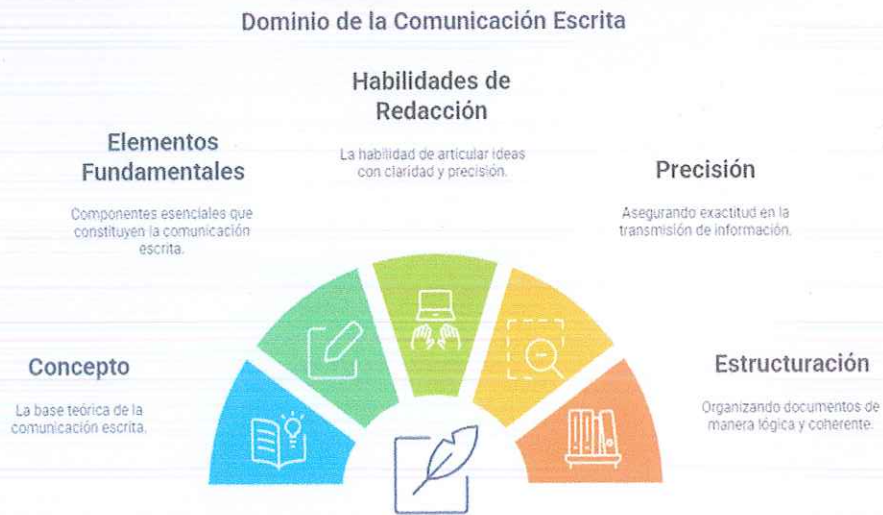 Dominio de la Comunicación Escrita
Habilidades de
Redacción
La habilidad de articular ideas
con claridad y precisión.
Elementos
Fundamentales
Componentes esenciales que
constituyen la comunicación
escrita.
Precisión
Asegurando exactitud en la
transmisión de información.
Concepto
La base teórica de la
comunicación escrita.
Estructuración
Organizando documentos de
manera lógica y coherente.